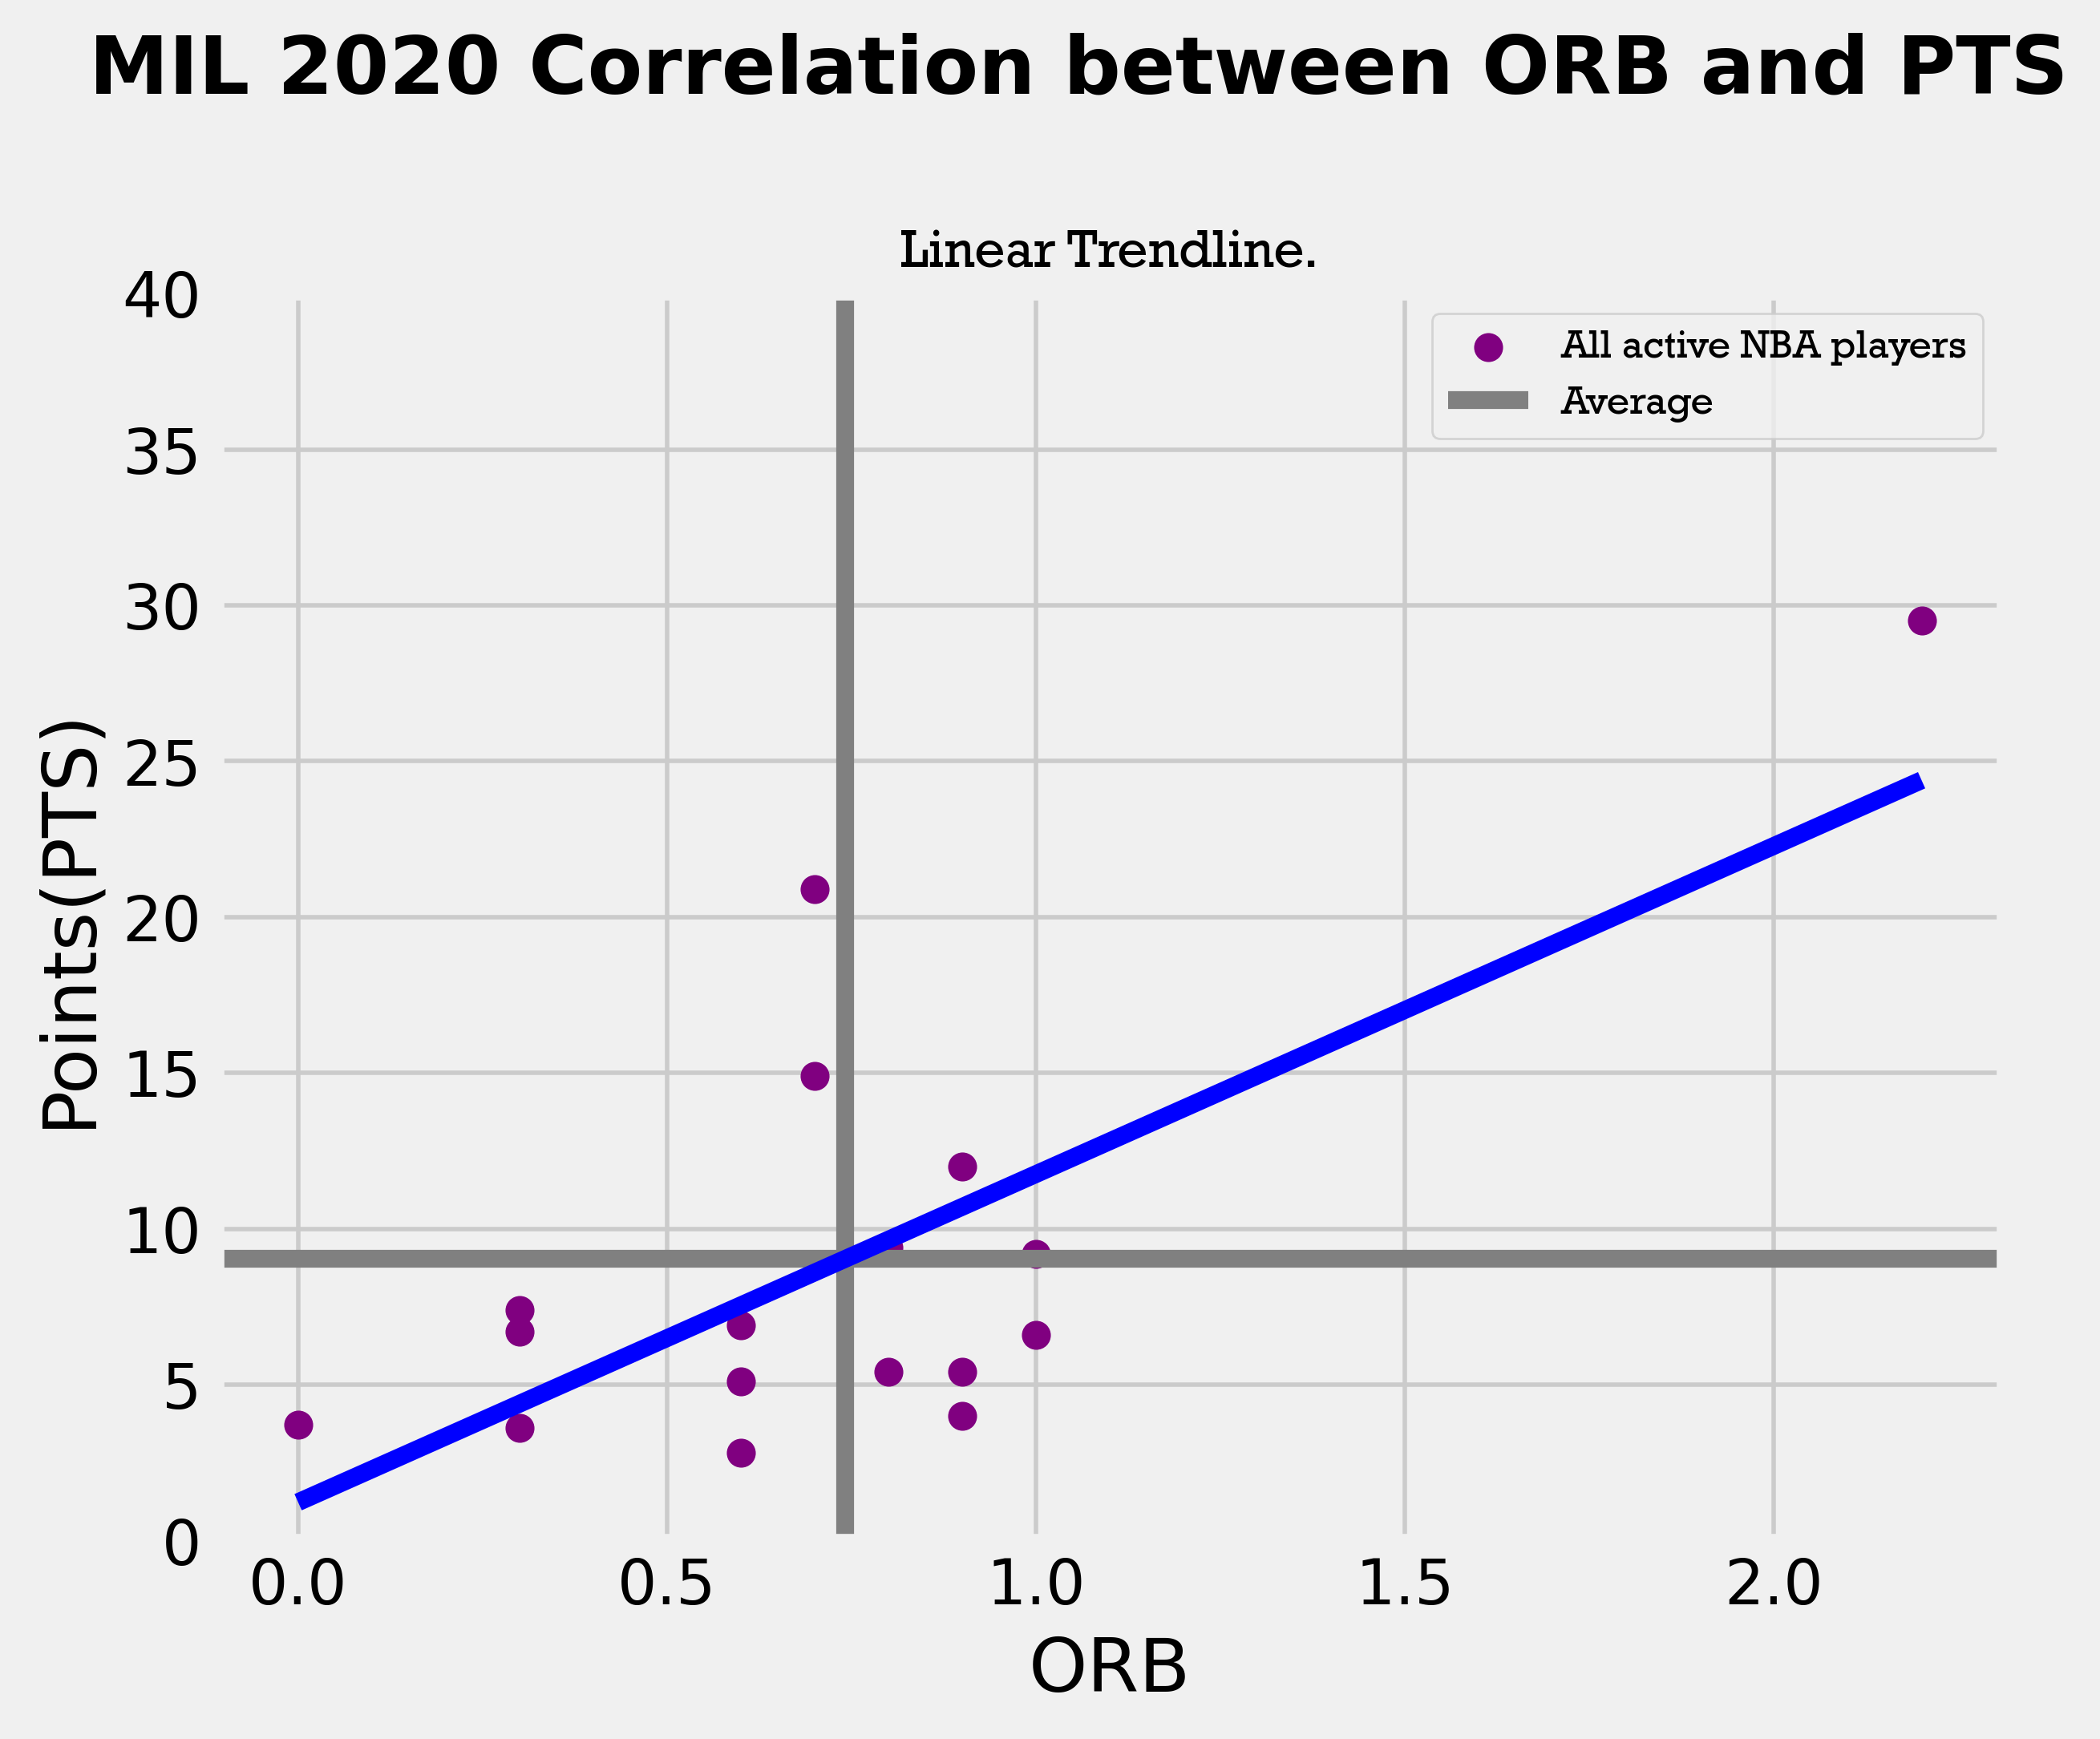 MIL 2020 Correlation between ORB and PTS
Linear Trendline.
All active NBA players
Average
Points(PTS)
40
35
30
25
20
15
10
5
0
0.0 0.5 1.0 1.5 2.0
ORB